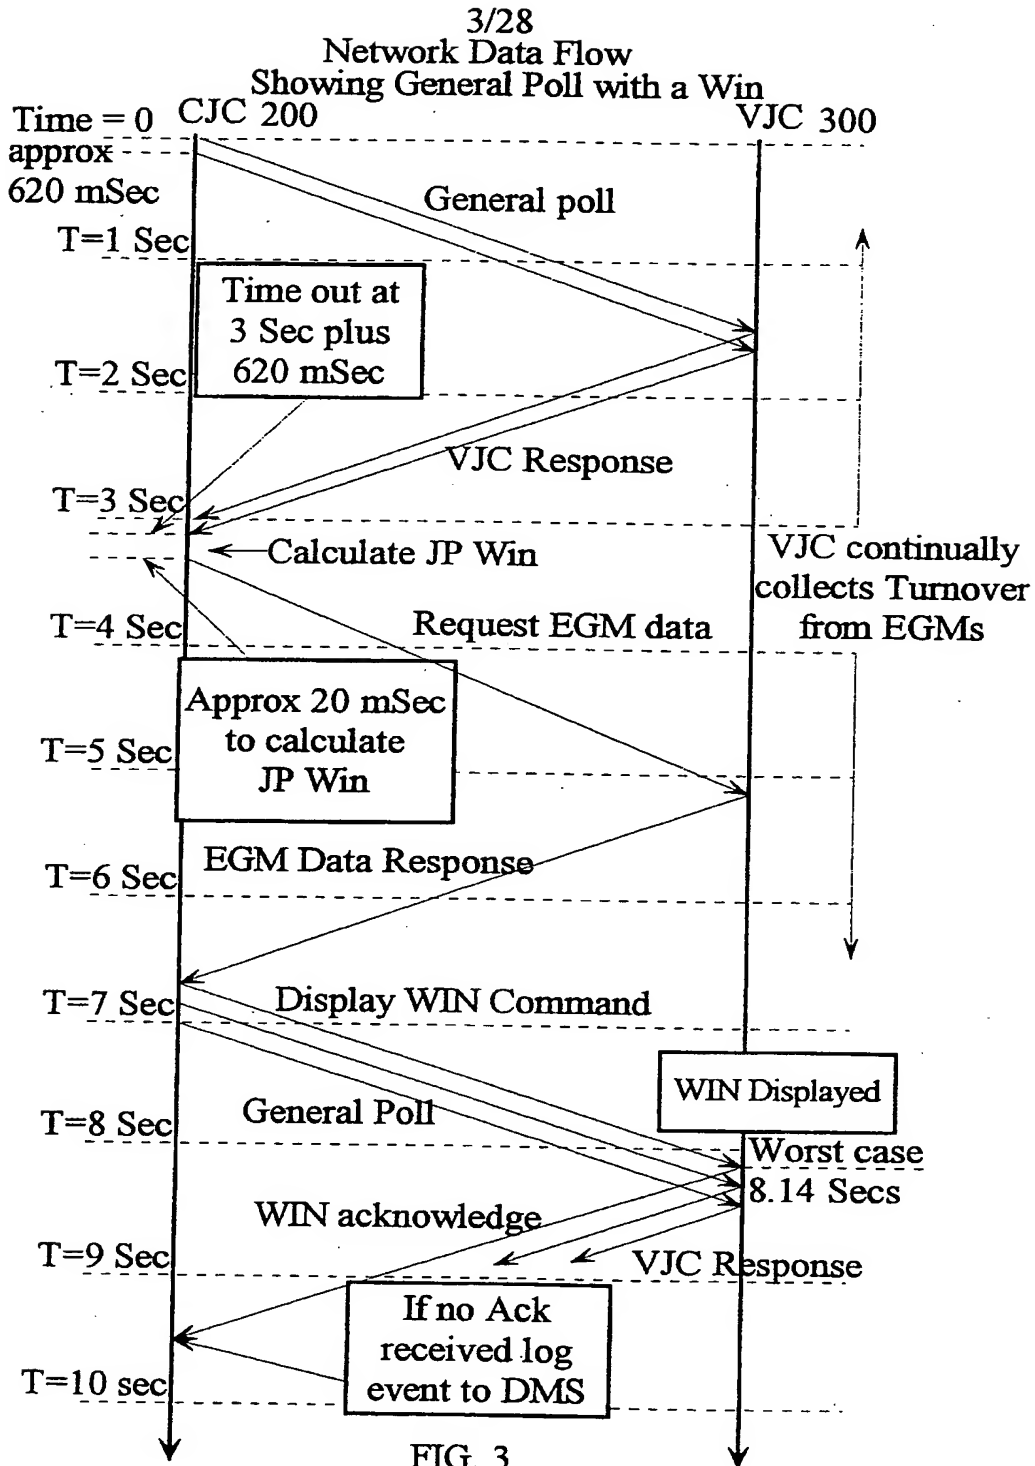 3/28
Network Data Flow
Showing General Poll with a Win
Time = 0 CJC 200 VJC 300
approx
620 mSec
General poll
T=1 Sec
Time out at
3 Sec plus
620 mSec
T=2 Sec
VJC Response
T=3 Sec
Calculate JP Win
VJC continually
collects Turnover
from EGMs
T=4 Sec
Request EGM data
Approx 20 mSec
to calculate
JP Win
T=5 Sec
EGM Data Response
T=6 Sec
T=7 Sec
Display WIN Command
WIN Displayed
General Poll
T=8 Sec
Worst case
8.14 Secs
WIN acknowledge
T=9 Sec
VJC Response
If no Ack
received log
event to DMS
T=10 sec
FIG. 3